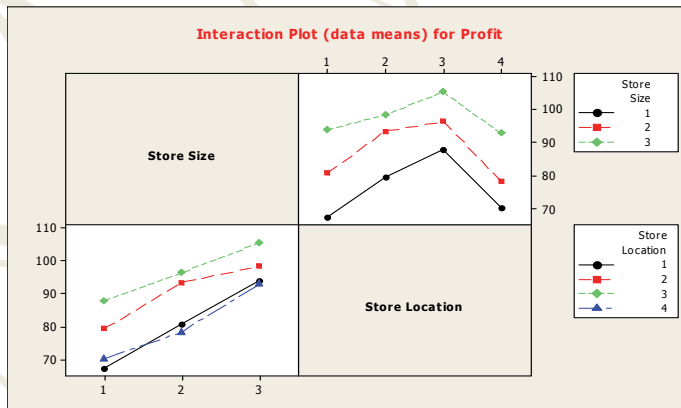 Interaction Plot (data means) for Profit
1 2 3 4
Store Size
110
100
90
80
70
Store
Size
1
2
3
110
100
90
80
70
Store Location
Store
Location
1
2
3
4
1 2 3